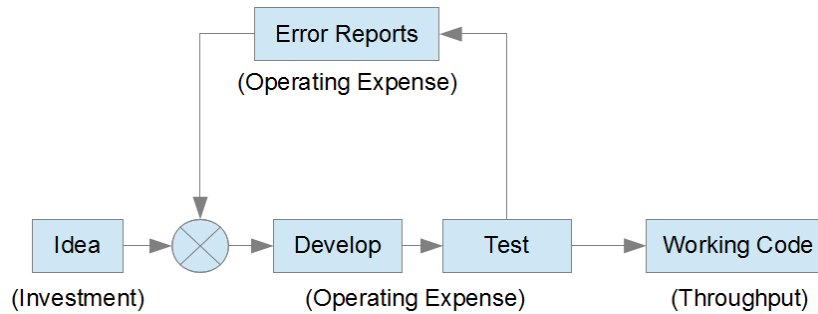 Error Reports
(Operating Expense)
Idea
Develop
Test
Working Code
(Investment)
(Operating Expense)
(Throughput)